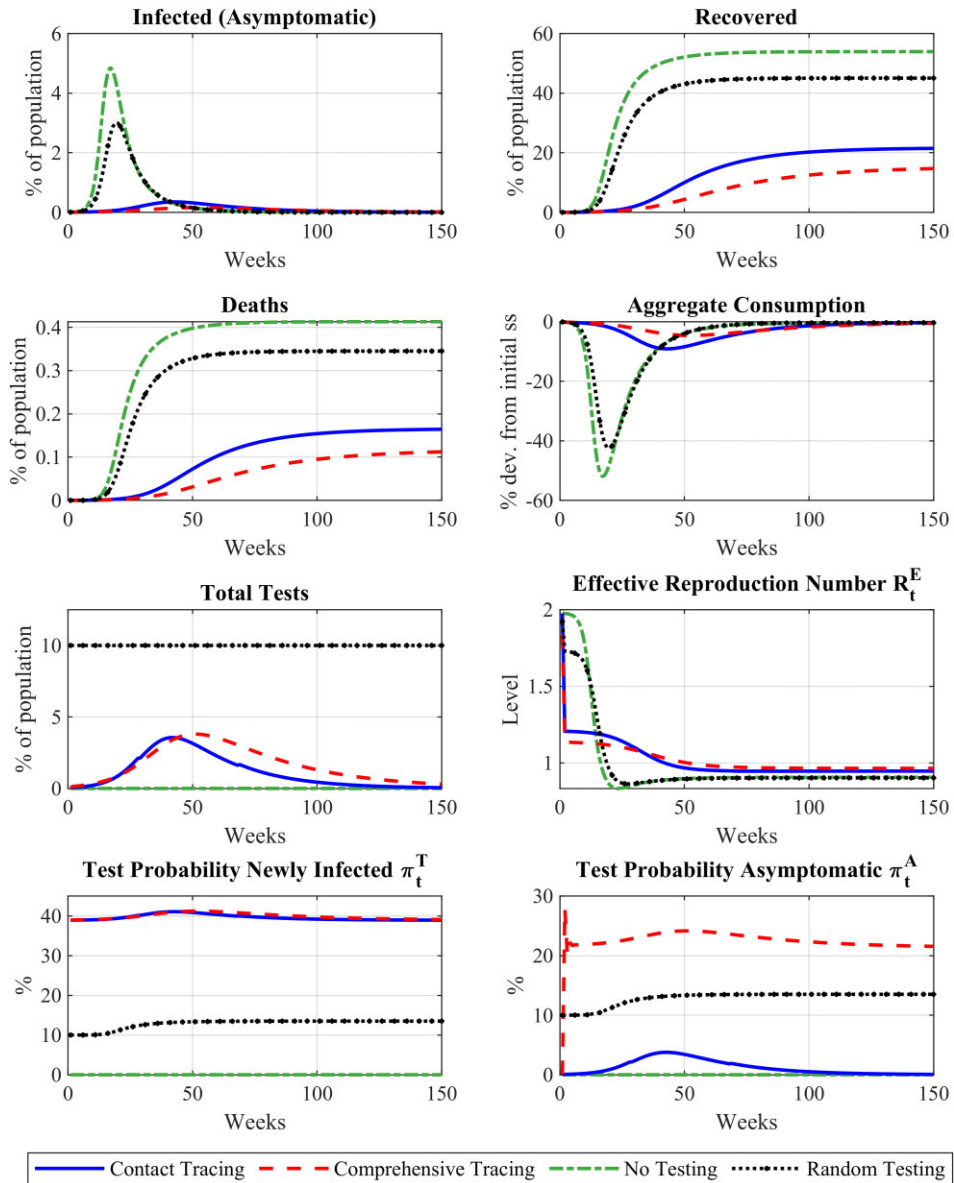 Infected (Asymptomatic)
% of population
6
4
2
0
0 50 100 150
Weeks
Recovered
% of population
60
40
20
0
0 50 100 150
Weeks
Deaths
% of population
0.4
0.3
0.2
0.1
0
0 50 100 150
Weeks
Aggregate Consumption
% dev. from initial ss
0
-20
-40
-60
0 50 100 150
Weeks
Total Tests
% of population
10
5
0
0 50 100 150
Weeks
Effective Reproduction Number R_t^E
Level
2
1.5
1
0 50 100 150
Weeks
Test Probability Newly Infected π_t^T
%
40
30
20
10
0
0 50 100 150
Weeks
Test Probability Asymptomatic π_t^A
%
30
20
10
0
0 50 100 150
Weeks
Contact Tracing Comprehensive Tracing No Testing Random Testing